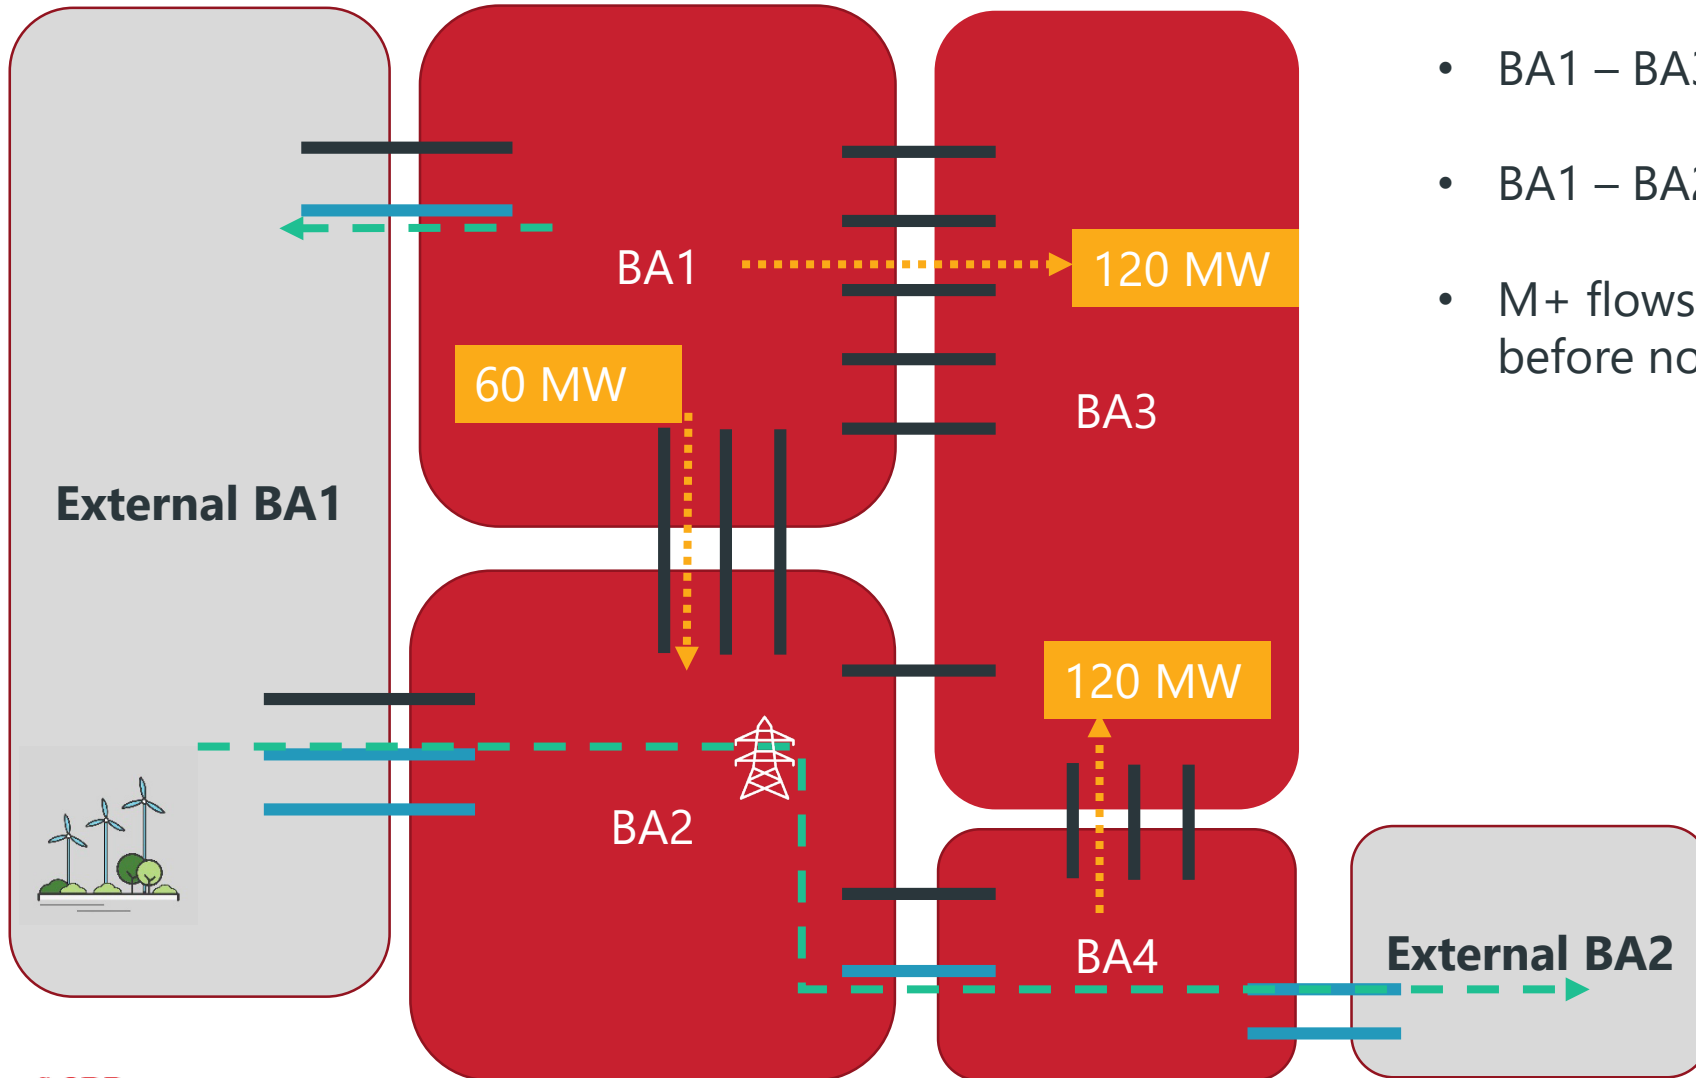 • BA1 – BA
• BA1 – BA2
• M+ flows
before no
BA1
120 MW
60 MW
BA3
External BA1
120 MW
BA2
BA4
External BA2